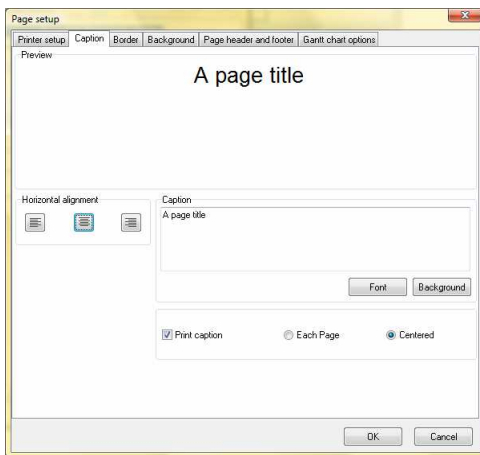 Page setup
Printer setup Caption Border Background Page header and footer Gantt chart options
Preview
A page title
Horizontal alignment
Caption
A page title
Font Background
Print caption Each Page Centered
OK Cancel